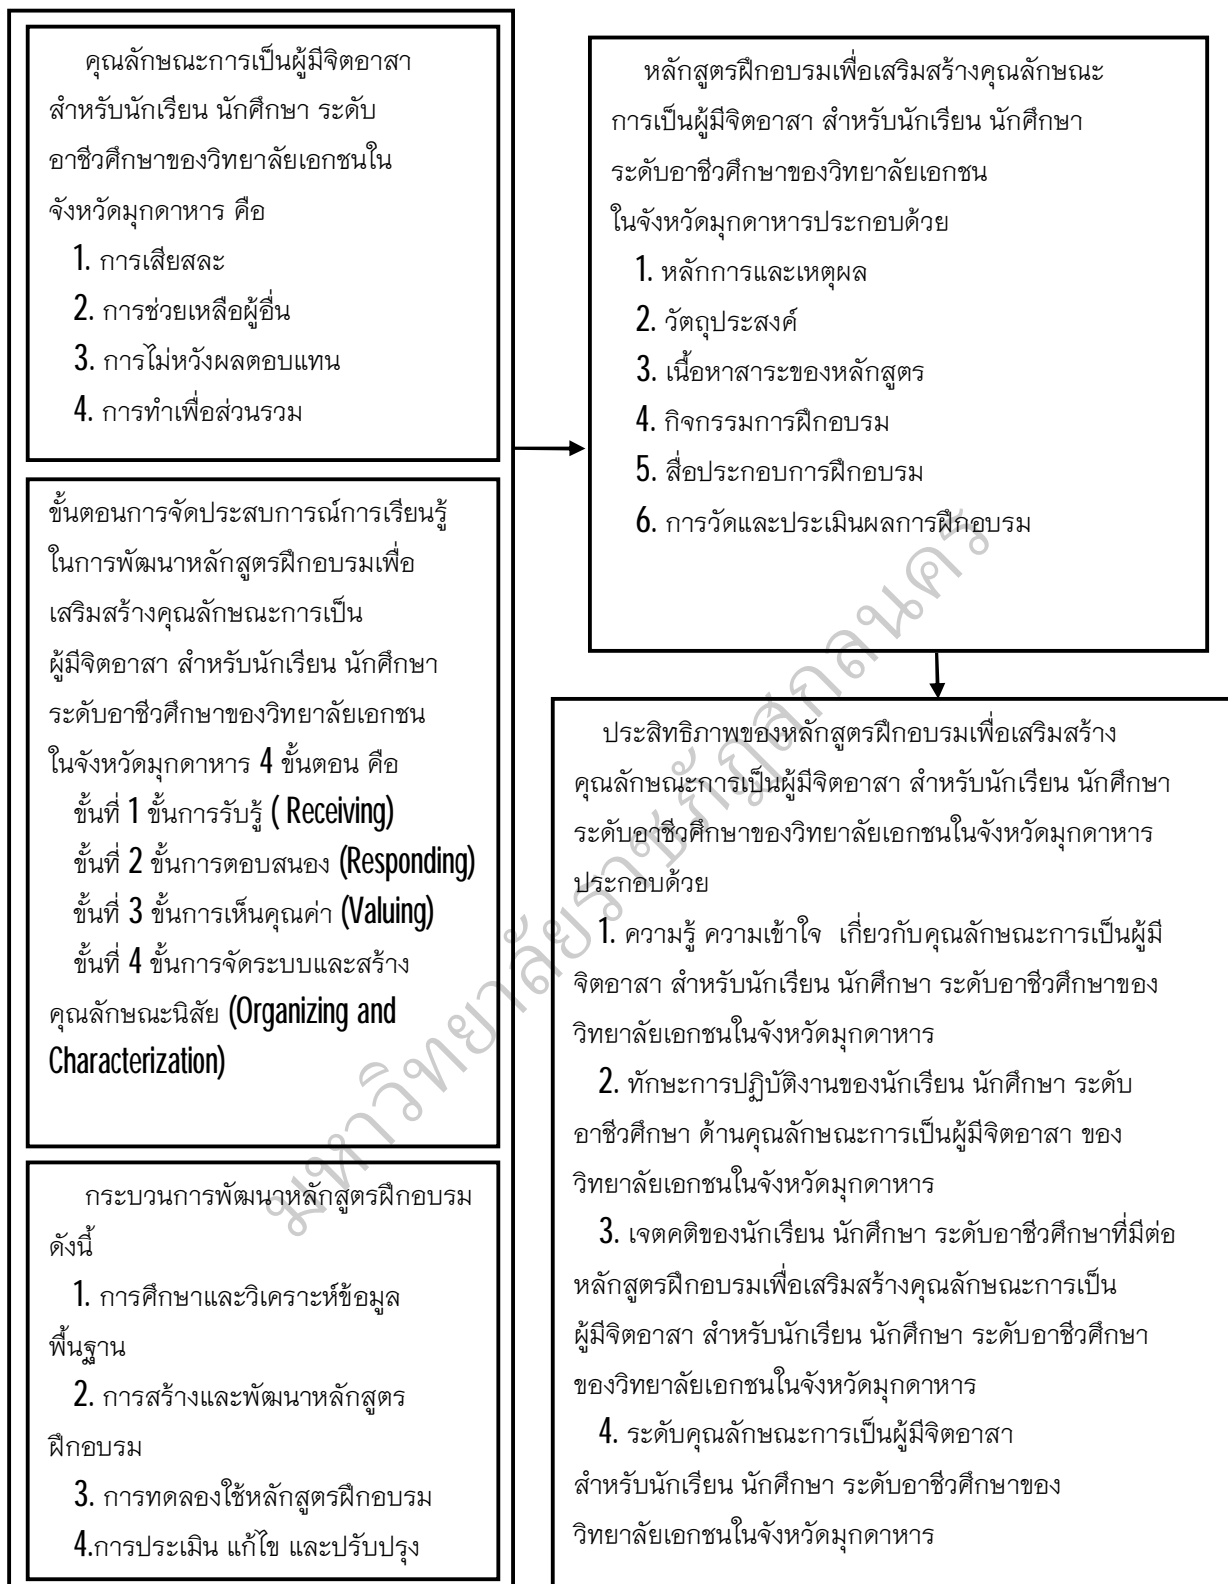 คุณลักษณะการเป็นผู้มีจิตอาสา
สำหรับนักเรียน นักศึกษา ระดับ
อาชีวศึกษาของวิทยาลัยเอกชนใน
จังหวัดมุกดาหาร คือ
1. การเสียสละ
2. การช่วยเหลือผู้อื่น
3. การไม่หวังผลตอบแทน
4. การทำเพื่อส่วนรวม
ขั้นตอนการจัดประสบการณ์การเรียนรู้
ในการพัฒนาหลักสูตรฝึกอบรมเพื่อ
เสริมสร้างคุณลักษณะการเป็น
ผู้มีจิตอาสา สำหรับนักเรียน นักศึกษา
ระดับอาชีวศึกษาของวิทยาลัยเอกชน
ในจังหวัดมุกดาหาร 4 ขั้นตอน คือ
ขั้นที่ 1 ขั้นการรับรู้ ( Receiving)
ขั้นที่ 2 ขั้นการตอบสนอง (Responding)
ขั้นที่ 3 ขั้นการเห็นคุณค่า (Valuing)
ขั้นที่ 4 ขั้นการจัดระบบและสร้าง
คุณลักษณะนิสัย (Organizing and
Characterization)
กระบวนการพัฒนาหลักสูตรฝึกอบรม
ดังนี้
1. การศึกษาและวิเคราะห์ข้อมูล
พื้นฐาน
2. การสร้างและพัฒนาหลักสูตร
ฝึกอบรม
3. การทดลองใช้หลักสูตรฝึกอบรม
4.การประเมิน แก้ไข และปรับปรุง
หลักสูตรฝึกอบรมเพื่อเสริมสร้างคุณลักษณะ
การเป็นผู้มีจิตอาสา สำหรับนักเรียน นักศึกษา
ระดับอาชีวศึกษาของวิทยาลัยเอกชน
ในจังหวัดมุกดาหารประกอบด้วย
1. หลักการและเหตุผล
2. วัตถุประสงค์
3. เนื้อหาสาระของหลักสูตร
4. กิจกรรมการฝึกอบรม
5. สื่อประกอบการฝึกอบรม
6. การวัดและประเมินผลการฝึกอบรม
ประสิทธิภาพของหลักสูตรฝึกอบรมเพื่อเสริมสร้าง
คุณลักษณะการเป็นผู้มีจิตอาสา สำหรับนักเรียน นักศึกษา
ระดับอาชีวศึกษาของวิทยาลัยเอกชนในจังหวัดมุกดาหาร
ประกอบด้วย
1. ความรู้ ความเข้าใจ เกี่ยวกับคุณลักษณะการเป็นผู้มี
จิตอาสา สำหรับนักเรียน นักศึกษา ระดับอาชีวศึกษาของ
วิทยาลัยเอกชนในจังหวัดมุกดาหาร
2. ทักษะการปฏิบัติงานของนักเรียน นักศึกษา ระดับ
อาชีวศึกษา ด้านคุณลักษณะการเป็นผู้มีจิตอาสา ของ
วิทยาลัยเอกชนในจังหวัดมุกดาหาร
3. เจตคติของนักเรียน นักศึกษา ระดับอาชีวศึกษาที่มีต่อ
หลักสูตรฝึกอบรมเพื่อเสริมสร้างคุณลักษณะการเป็น
ผู้มีจิตอาสา สำหรับนักเรียน นักศึกษา ระดับอาชีวศึกษา
ของวิทยาลัยเอกชนในจังหวัดมุกดาหาร
4. ระดับคุณลักษณะการเป็นผู้มีจิตอาสา
สำหรับนักเรียน นักศึกษา ระดับอาชีวศึกษาของ
วิทยาลัยเอกชนในจังหวัดมุกดาหาร
มหาวิทยาลัยราชภัฏสกลนคร